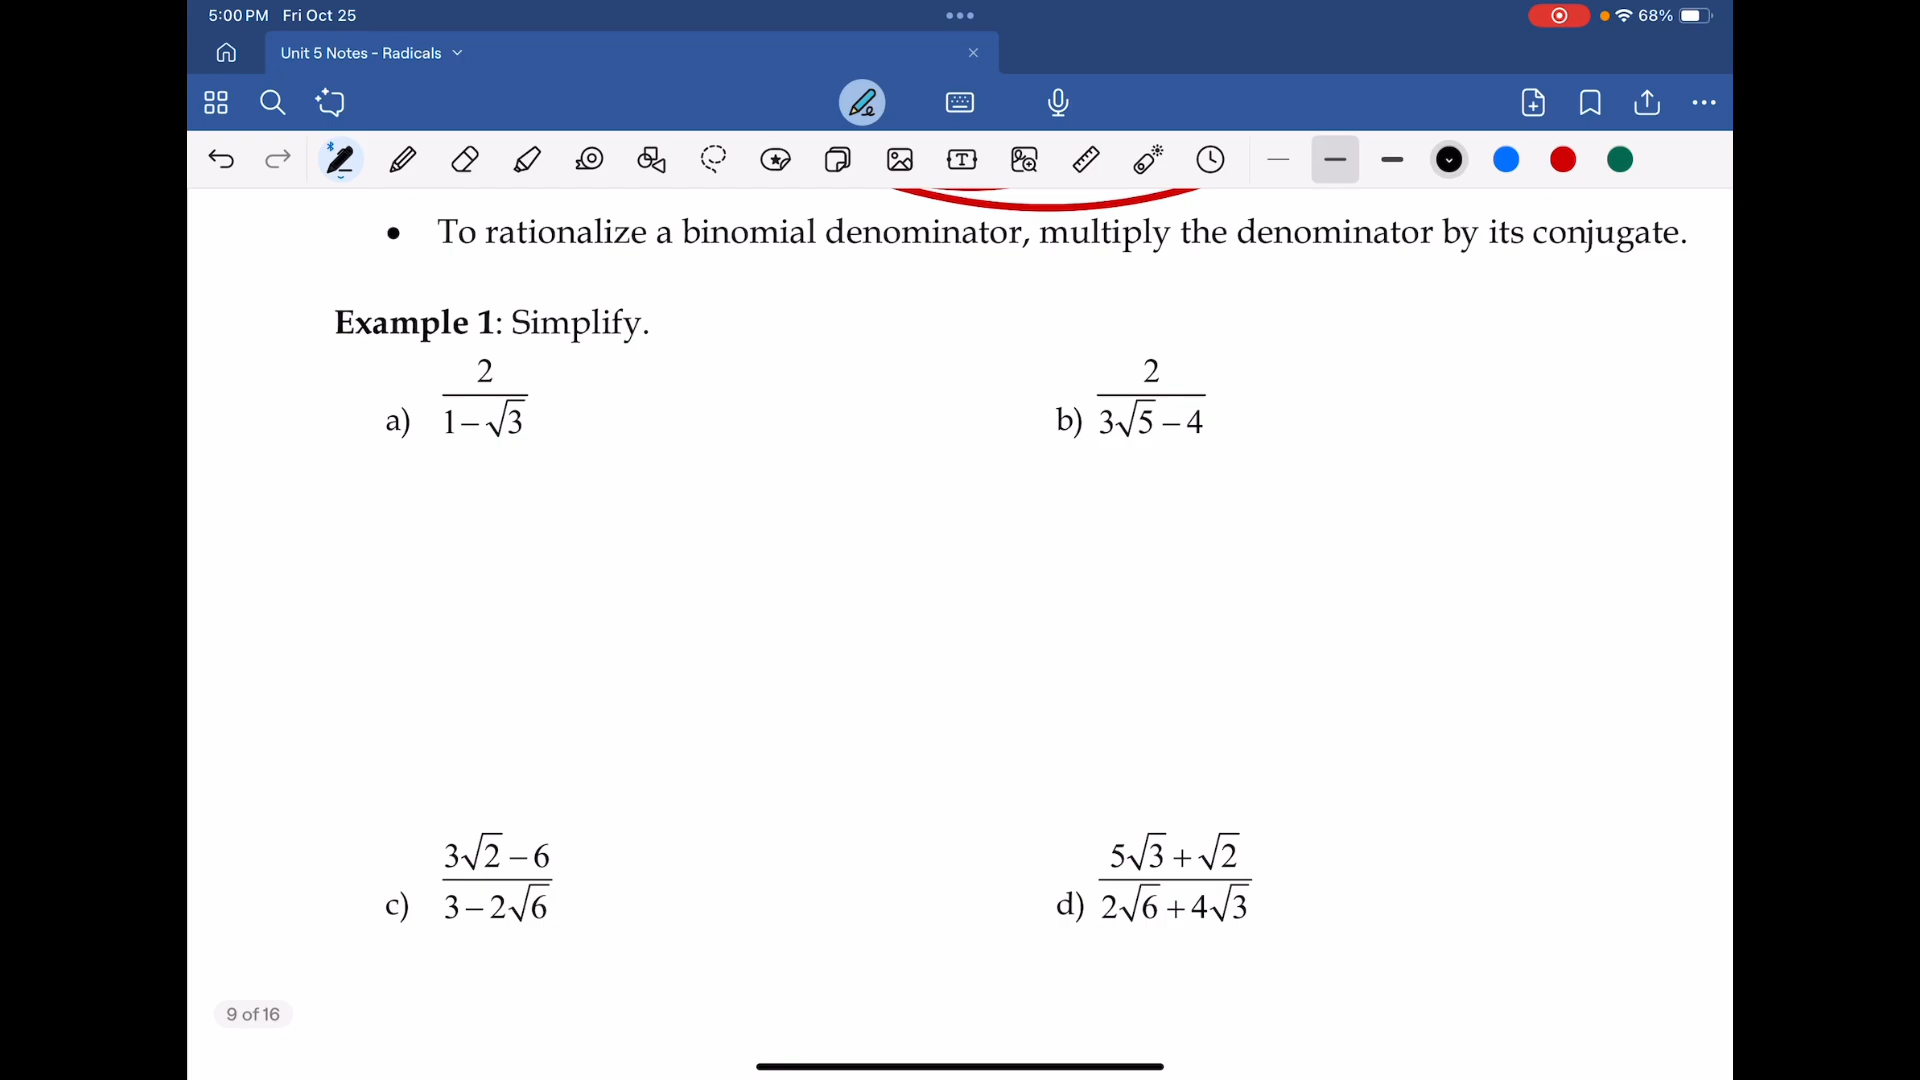 5:00 PM Fri Oct 25
68%
Unit 5 Notes - Radicals
• To rationalize a binomial denominator, multiply the denominator by its conjugate.
Example 1: Simplify.
a) 2/(1−√3)
b) 2/(3√5−4)
c) (3√2−6)/(3−2√6)
d) (5√3+√2)/(2√6+4√3)
9 of 16